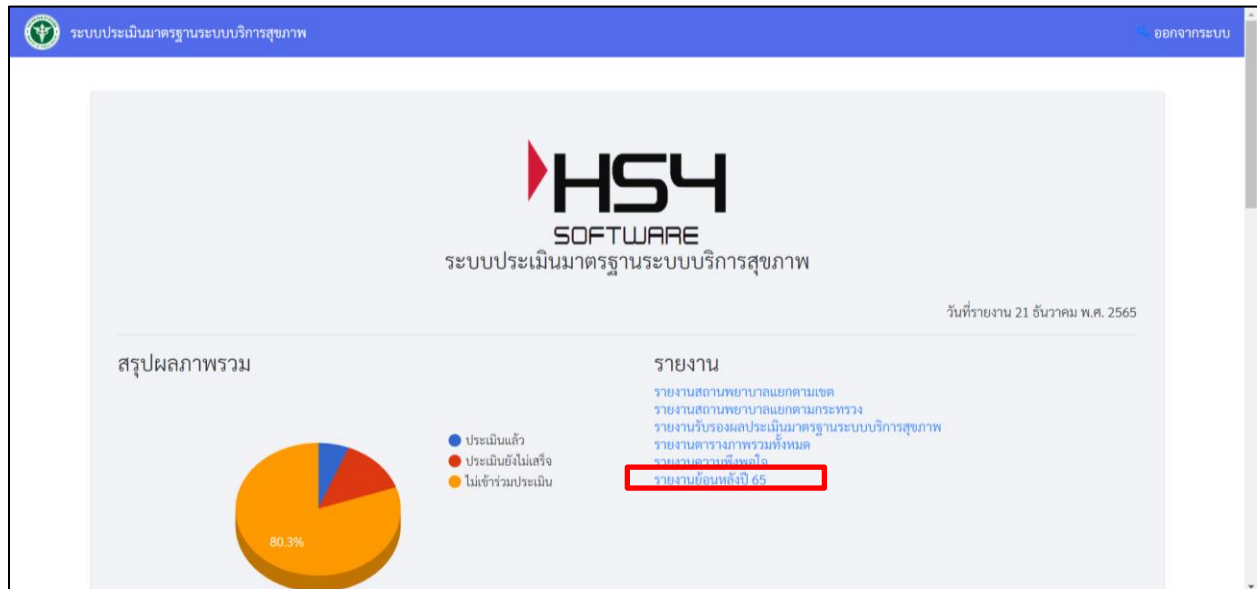 ระบบประเมินมาตรฐานระบบบริการสุขภาพ
ออกจากระบบ
HS4
SOFTWARE
ระบบประเมินมาตรฐานระบบบริการสุขภาพ
วันที่รายงาน 21 ธันวาคม พ.ศ. 2565
สรุปผลภาพรวม
ประเมินแล้ว
ประเมินยังไม่เสร็จ
ไม่เข้าร่วมประเมิน
80.3%
รายงาน
รายงานสถานพยาบาลแยกตามเขต
รายงานสถานพยาบาลแยกตามกระทรวง
รายงานรับรองผลประเมินมาตรฐานระบบบริการสุขภาพ
รายงานตารางภาพรวมทั้งหมด
รายงานความพึงพอใจ
รายงานย้อนหลังปี 65